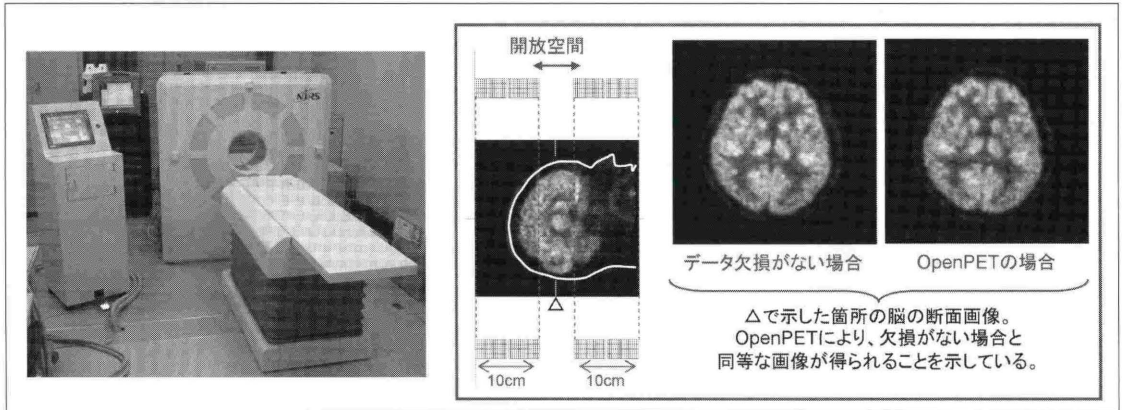 NIRS
開放空間
10cm
10cm
データ欠損がない場合
OpenPETの場合
△で示した箇所の脳の断面画像。
OpenPETにより、欠損がない場合と
同等な画像が得られることを示している。